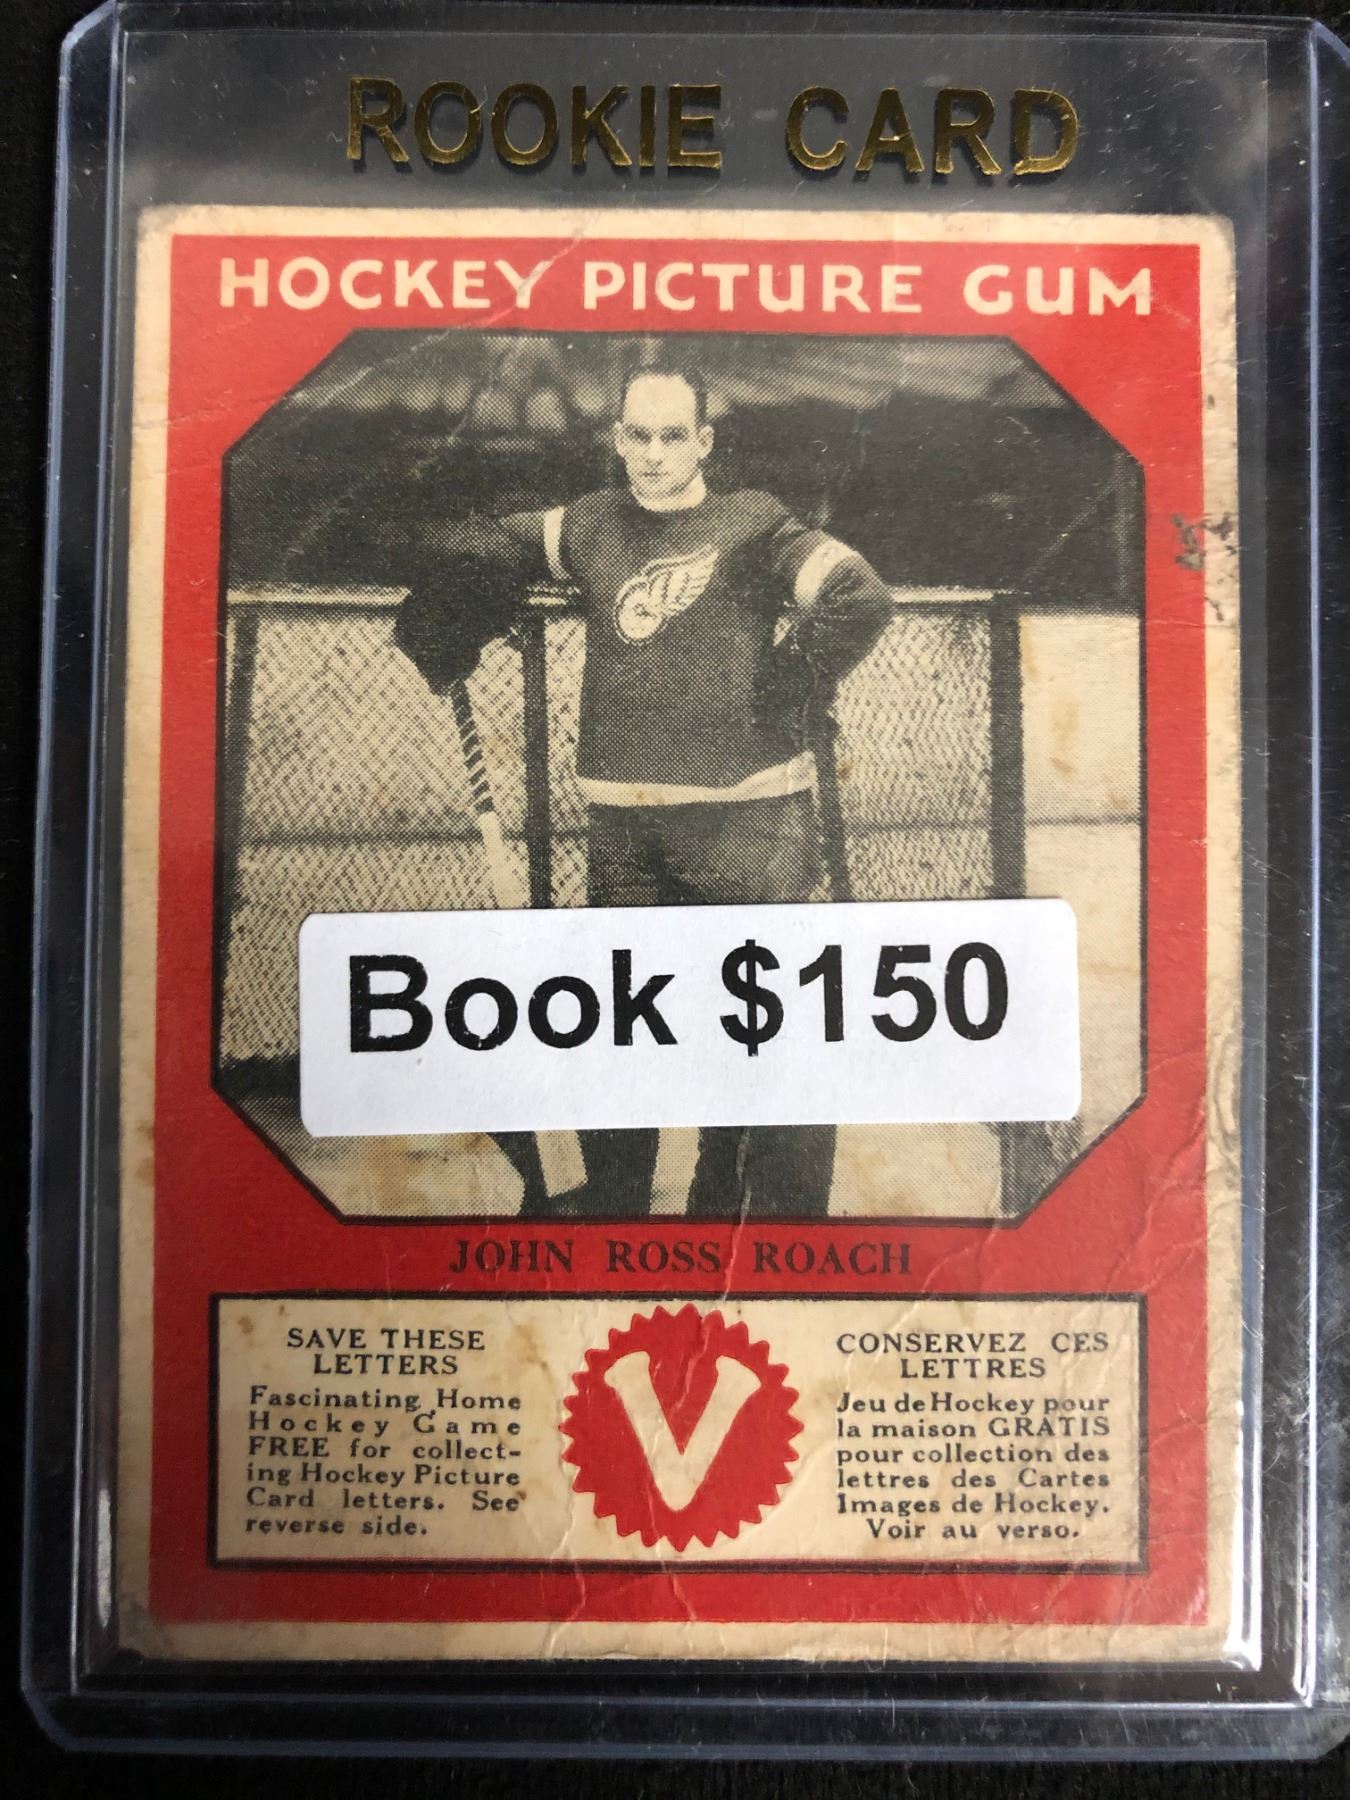 ROOKIE CARD
HOCKEY PICTURE GUM
Book $150
JOHN ROSS ROACH
SAVE THESE
LETTERS
Fascinating Home
Hockey Game
FREE for collect-
ing Hockey Picture
Card letters. See
reverse side.
V
CONSERVEZ CES
LETTRES
Jeu de Hockey pour
la maison GRATIS
pour collection des
lettres des Cartes
Images de Hockey.
Voir au verso.